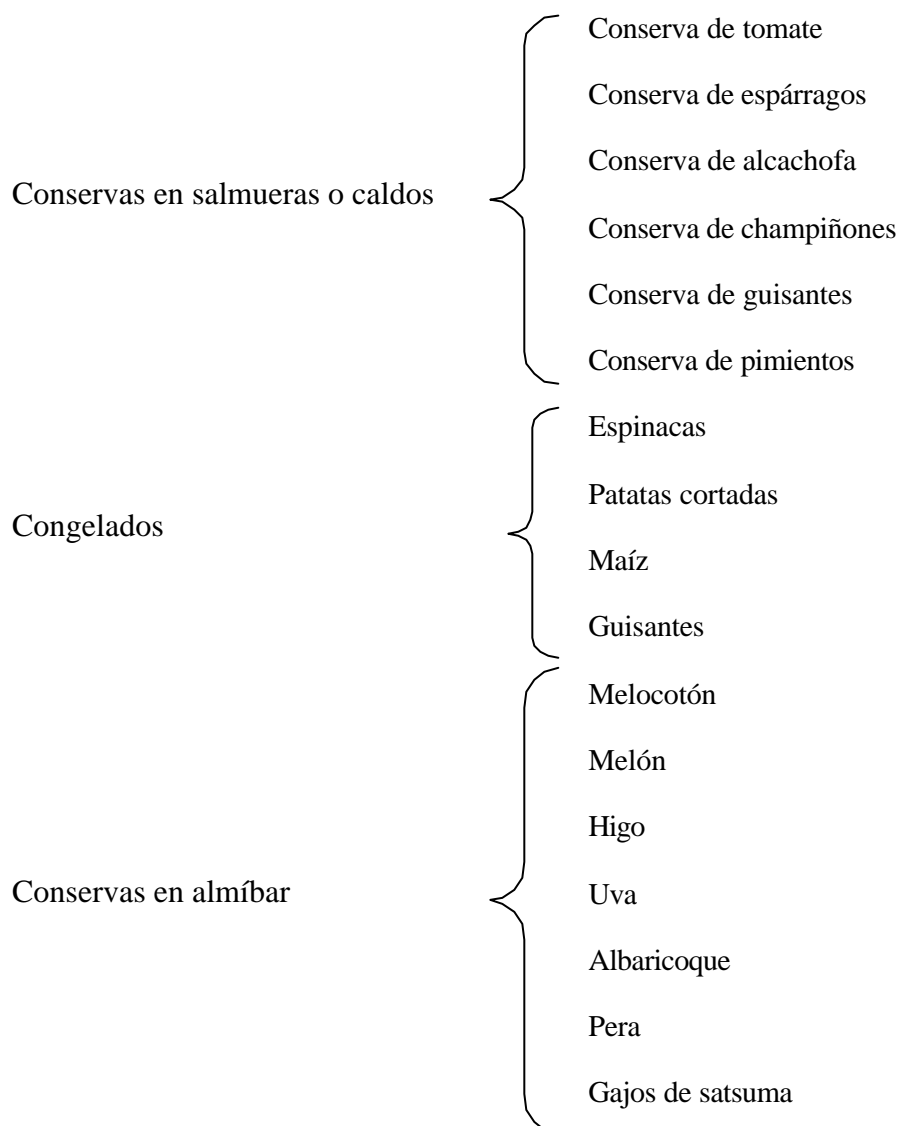 Conserva de tomate
Conserva de espárragos
Conserva de alcachofa
Conservas en salmueras o caldos
Conserva de champiñones
Conserva de guisantes
Conserva de pimientos
Espinacas
Patatas cortadas
Congelados
Maíz
Guisantes
Melocotón
Melón
Higo
Conservas en almíbar
Uva
Albaricoque
Pera
Gajos de satsuma